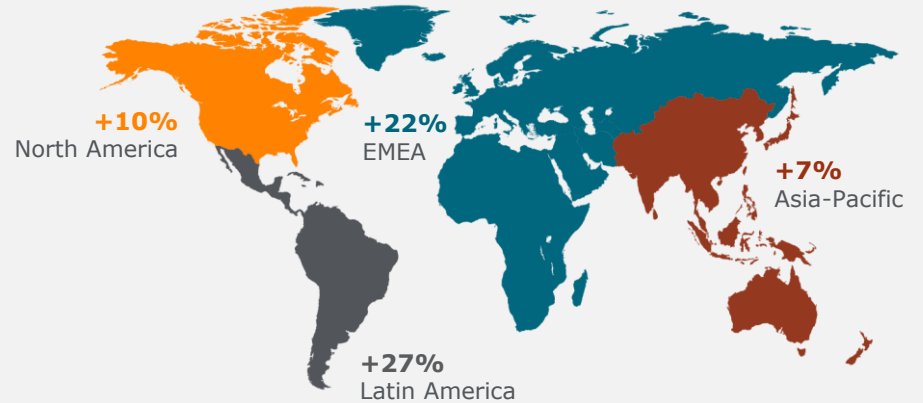 +10%
North America
+22%
EMEA
+7%
Asia-Pacific
+27%
Latin America